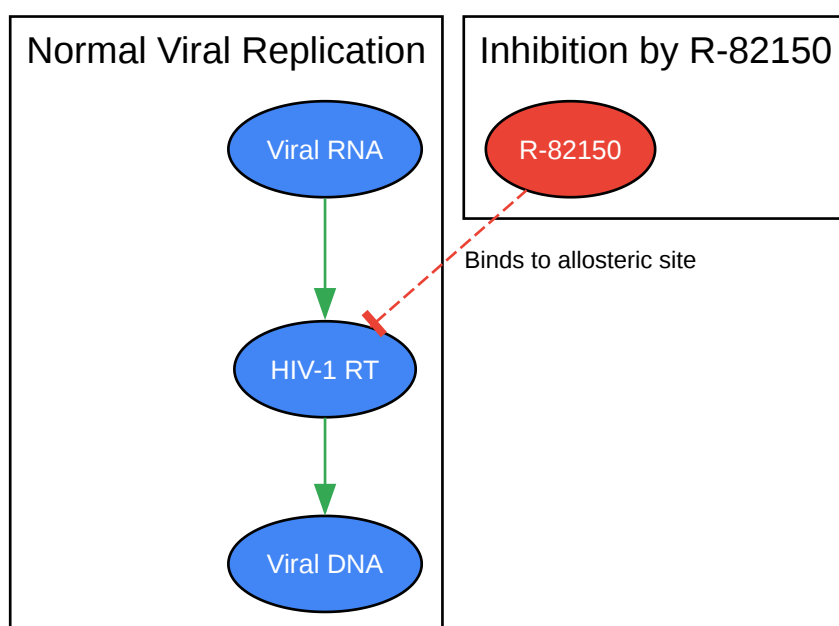 Normal Viral Replication
Inhibition by R-82150
Viral RNA
R-82150
Binds to allosteric site
HIV-1 RT
Viral DNA